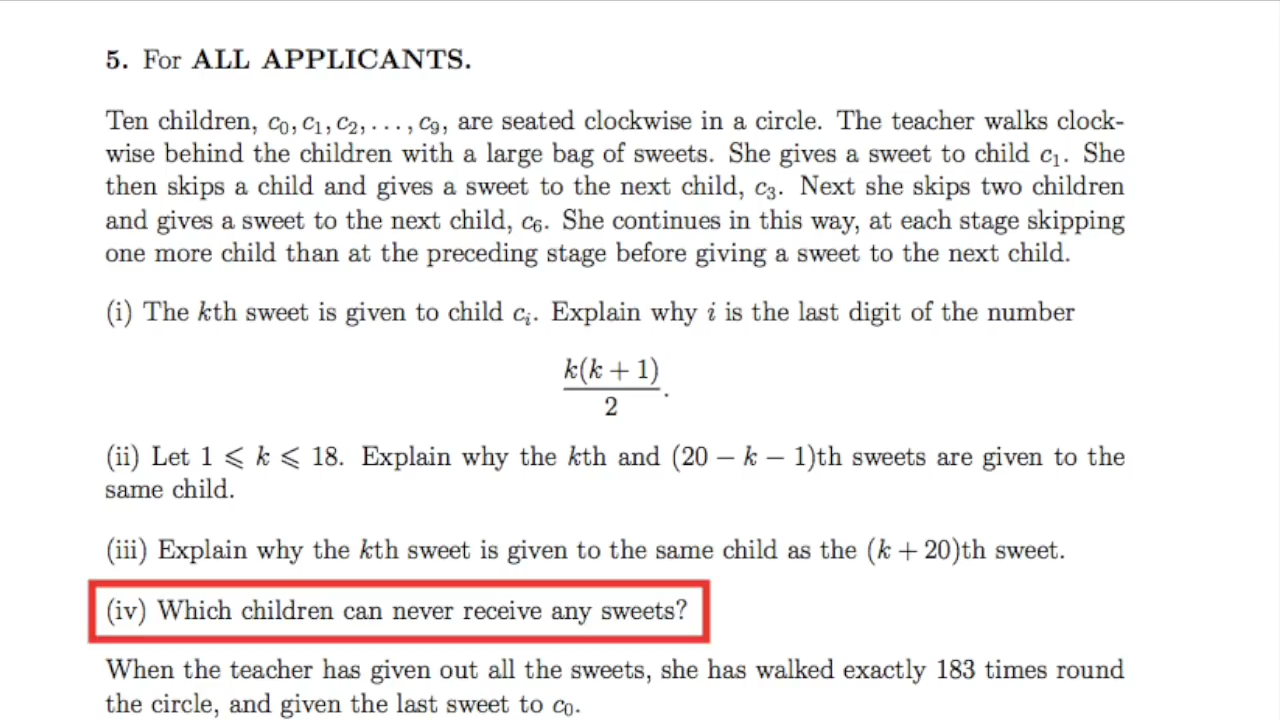 5. For ALL APPLICANTS.
Ten children, c₀, c₁, c₂, . . . , c₉, are seated clockwise in a circle. The teacher walks clock-
wise behind the children with a large bag of sweets. She gives a sweet to child c₁. She
then skips a child and gives a sweet to the next child, c₃. Next she skips two children
and gives a sweet to the next child, c₆. She continues in this way, at each stage skipping
one more child than at the preceding stage before giving a sweet to the next child.
(i) The kth sweet is given to child cᵢ. Explain why i is the last digit of the number
k(k + 1)
2
.
(ii) Let 1 ⩽ k ⩽ 18. Explain why the kth and (20 − k − 1)th sweets are given to the
same child.
(iii) Explain why the kth sweet is given to the same child as the (k + 20)th sweet.
(iv) Which children can never receive any sweets?
When the teacher has given out all the sweets, she has walked exactly 183 times round
the circle, and given the last sweet to c₀.